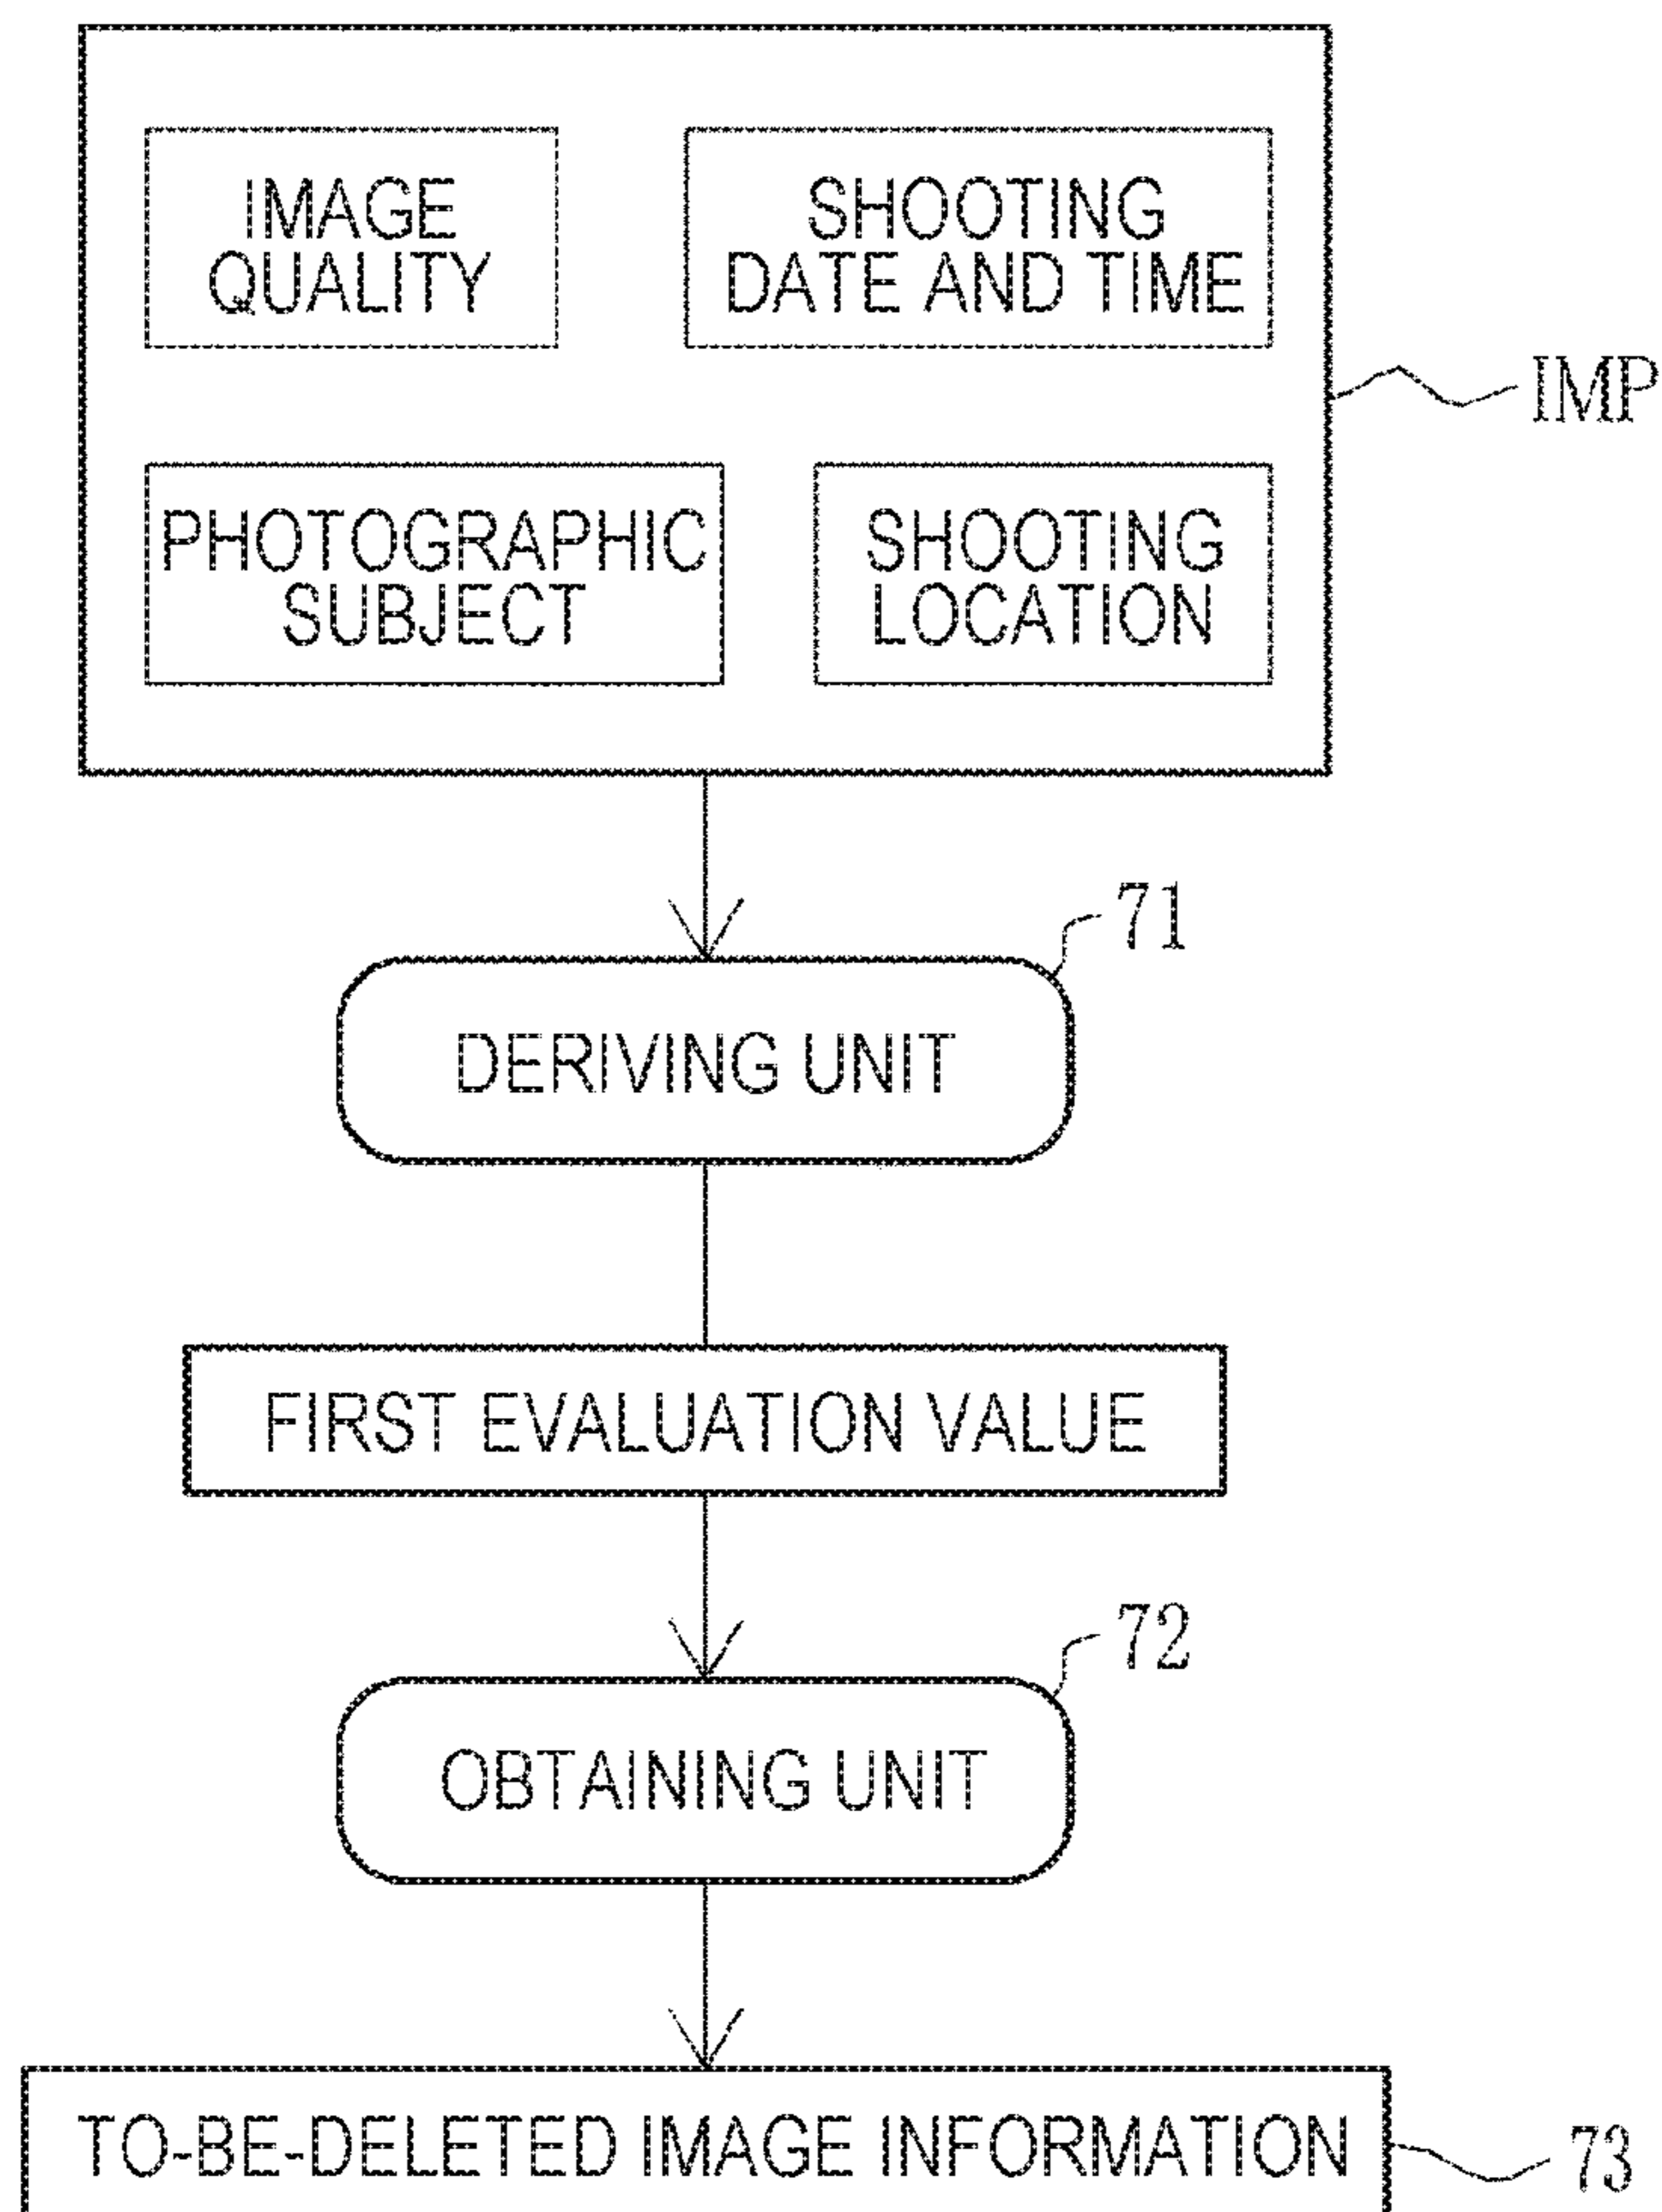 IMAGE
QUALITY
SHOOTING
DATE AND TIME
IMP
PHOTOGRAPHIC
SUBJECT
SHOOTING
LOCATION
71
DERIVING UNIT
FIRST EVALUATION VALUE
72
OBTAINING UNIT
TO-BE-DELETED IMAGE INFORMATION
73